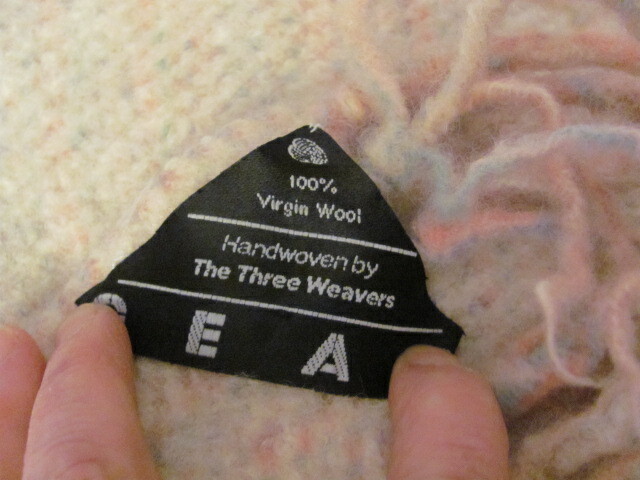 100%
Virgin Wool
Handwoven by
The Three Weavers
E A